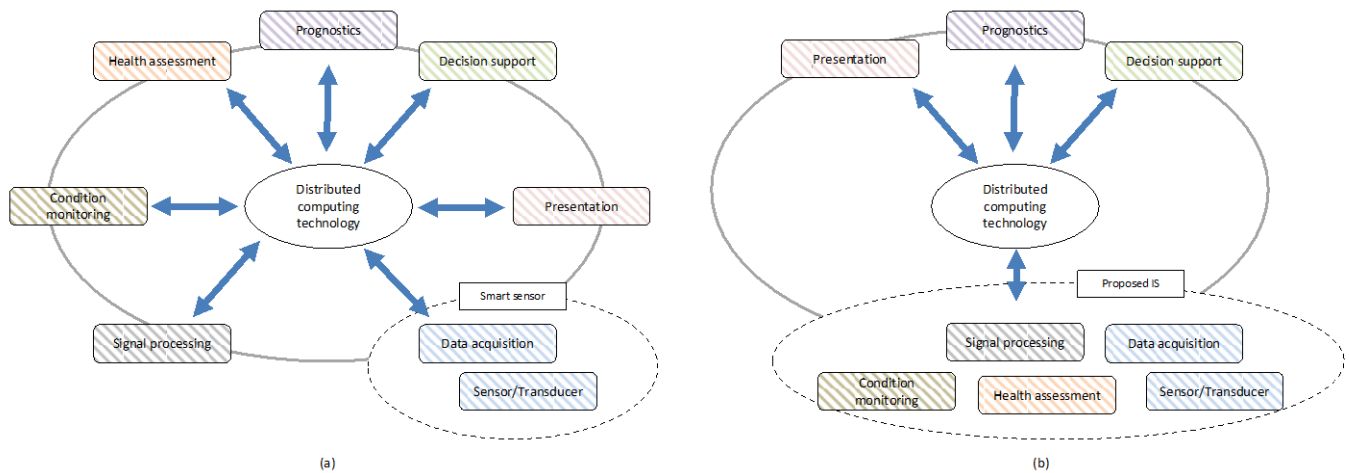 Prognostics
Health assessment
Decision support
Distributed
computing
technology
Condition
monitoring
Presentation
Smart sensor
Signal processing
Data acquisition
Sensor/Transducer
(a)
Prognostics
Presentation
Decision support
Distributed
computing
technology
Proposed IS
Signal processing
Data acquisition
Condition
monitoring
Health assessment
Sensor/Transducer
(b)